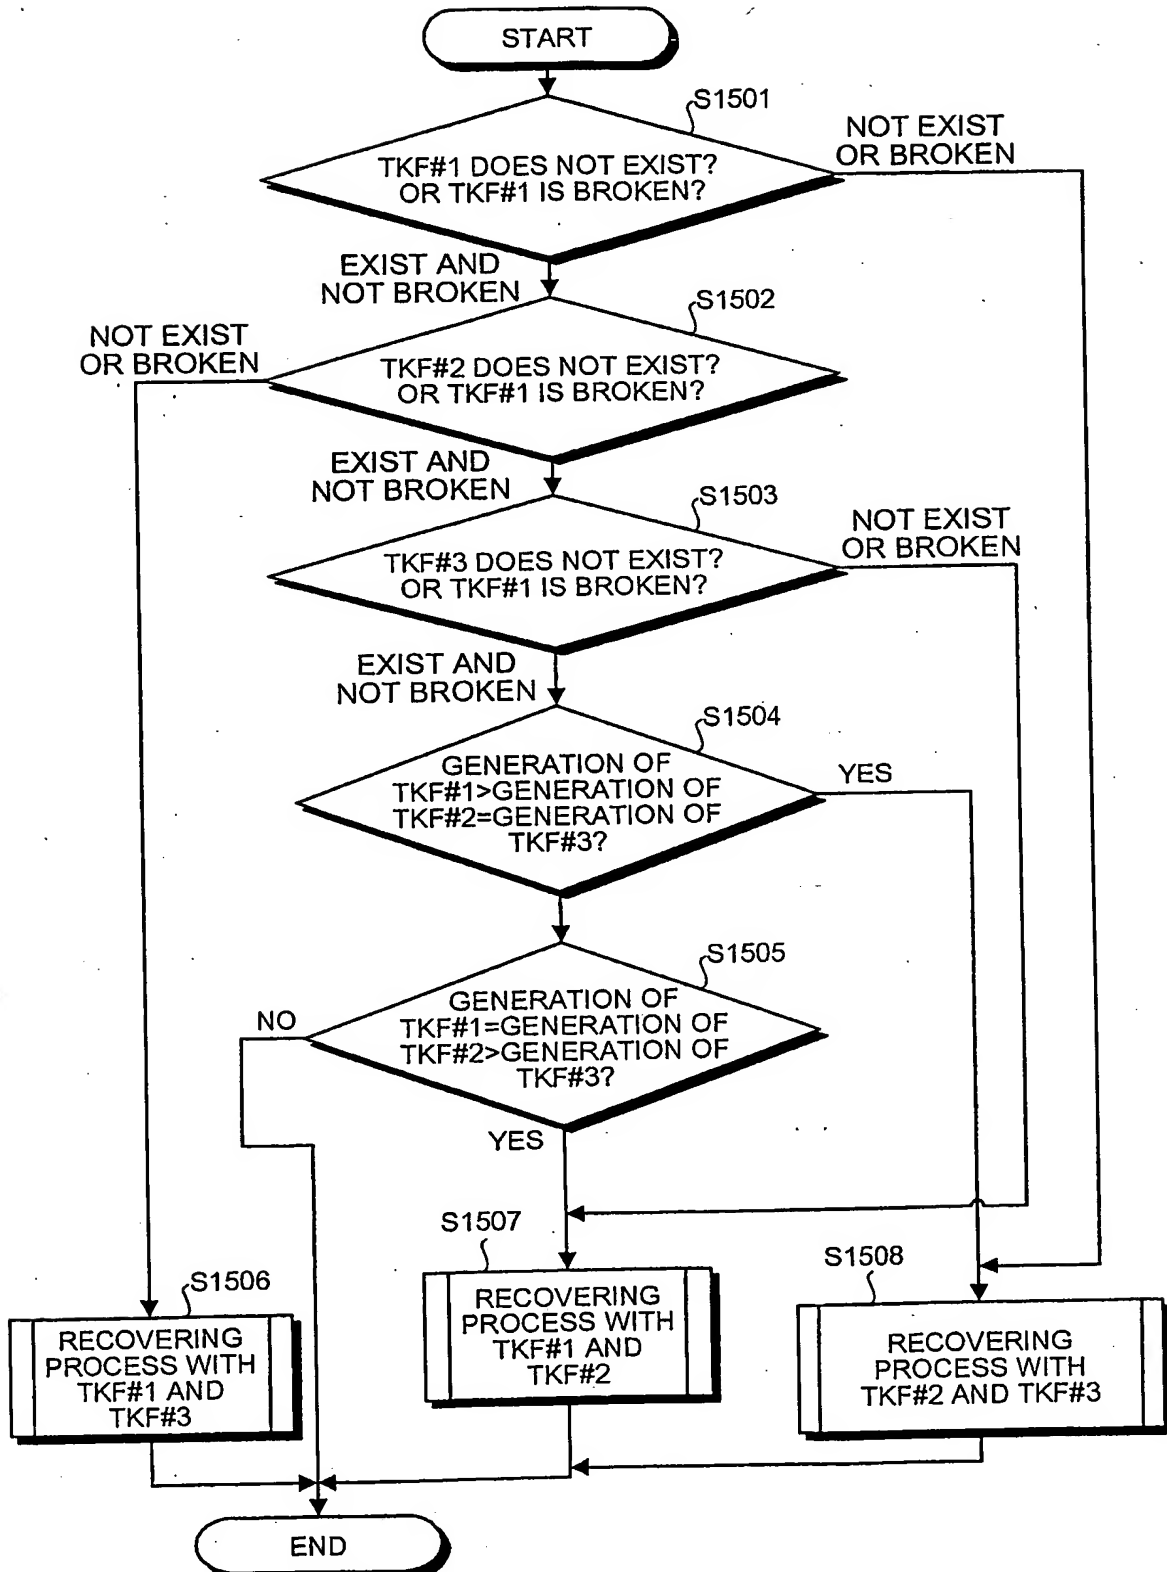 START
S1501
NOT EXIST
OR BROKEN
TKF#1 DOES NOT EXIST?
OR TKF#1 IS BROKEN?
EXIST AND
NOT BROKEN
S1502
NOT EXIST
OR BROKEN
TKF#2 DOES NOT EXIST?
OR TKF#1 IS BROKEN?
EXIST AND
NOT BROKEN
S1503
NOT EXIST
OR BROKEN
TKF#3 DOES NOT EXIST?
OR TKF#1 IS BROKEN?
EXIST AND
NOT BROKEN
S1504
GENERATION OF
TKF#1>GENERATION OF
TKF#2=GENERATION OF
TKF#3?
YES
S1505
GENERATION OF
TKF#1=GENERATION OF
TKF#2>GENERATION OF
TKF#3?
NO
YES
S1506
RECOVERING
PROCESS WITH
TKF#1 AND
TKF#3
S1507
RECOVERING
PROCESS WITH
TKF#1 AND
TKF#2
S1508
RECOVERING
PROCESS WITH
TKF#2 AND TKF#3
END